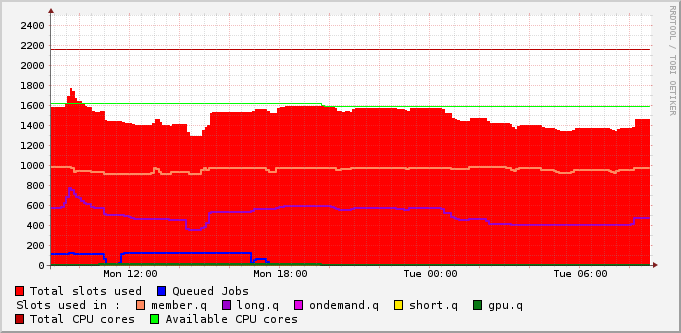 RRDTOOL / TOBI OETIKER
2400
2200
2000
1800
1600
1400
1200
1000
800
600
400
200
0
Mon 12:00 Mon 18:00 Tue 00:00 Tue 06:00
Total slots used Queued Jobs
Slots used in : member.q long.q ondemand.q short.q gpu.q
Total CPU cores Available CPU cores